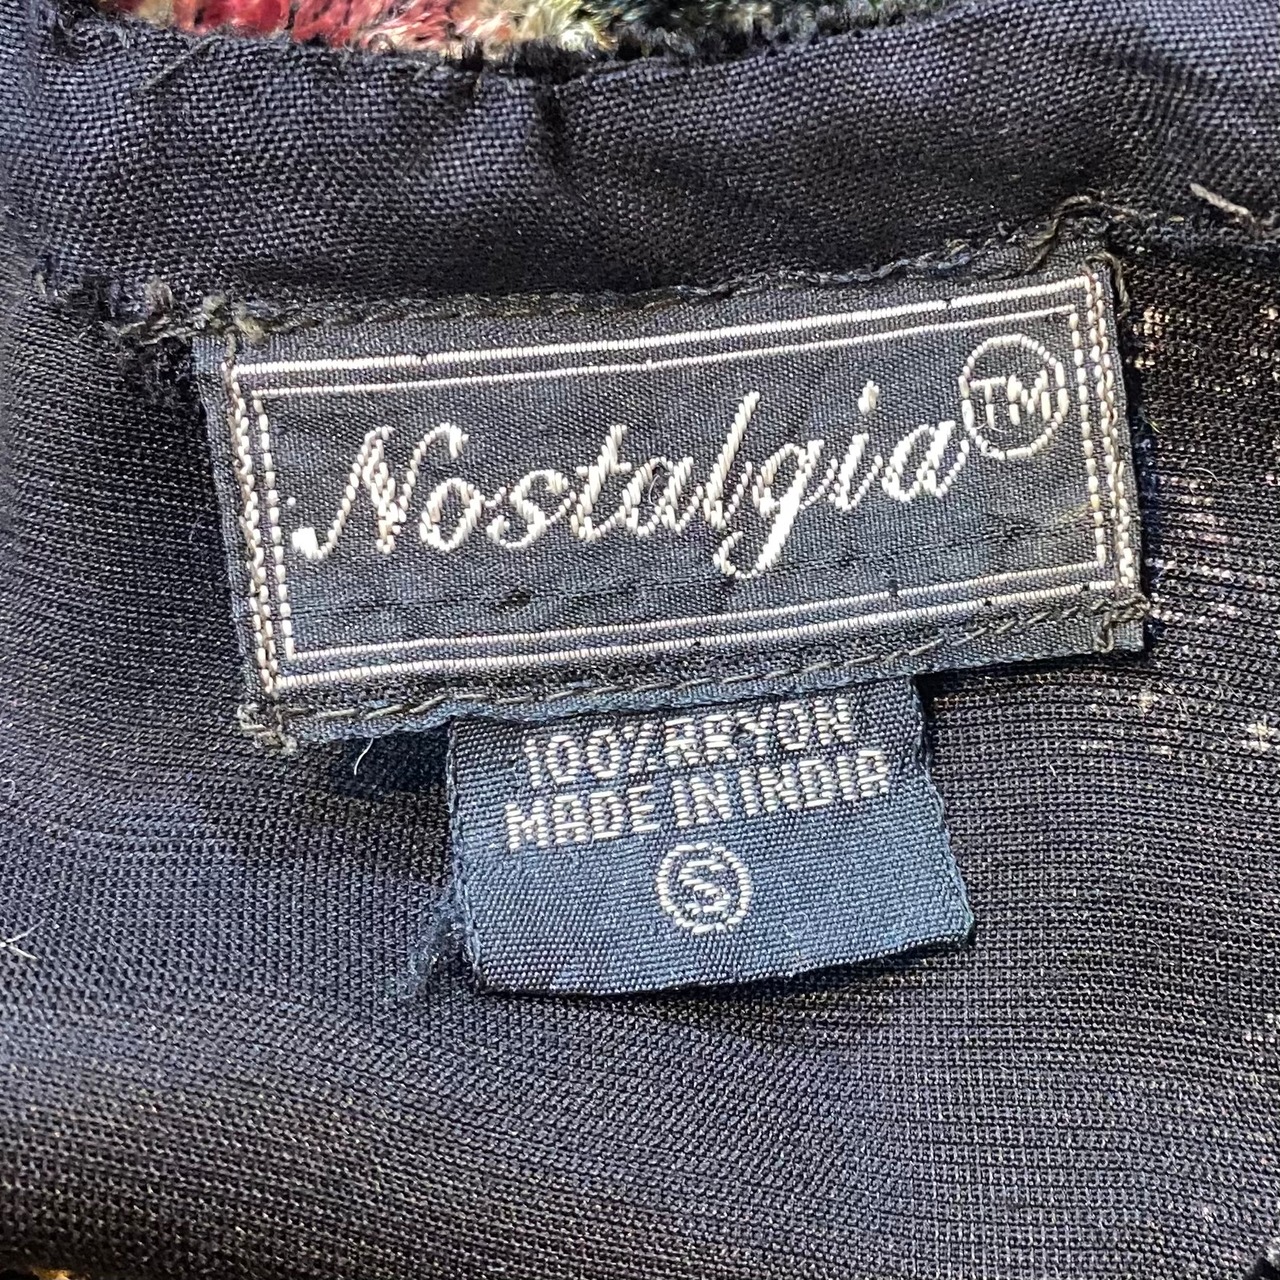 Nostalgia TM
100/RAYON
MADE IN INDIA
S